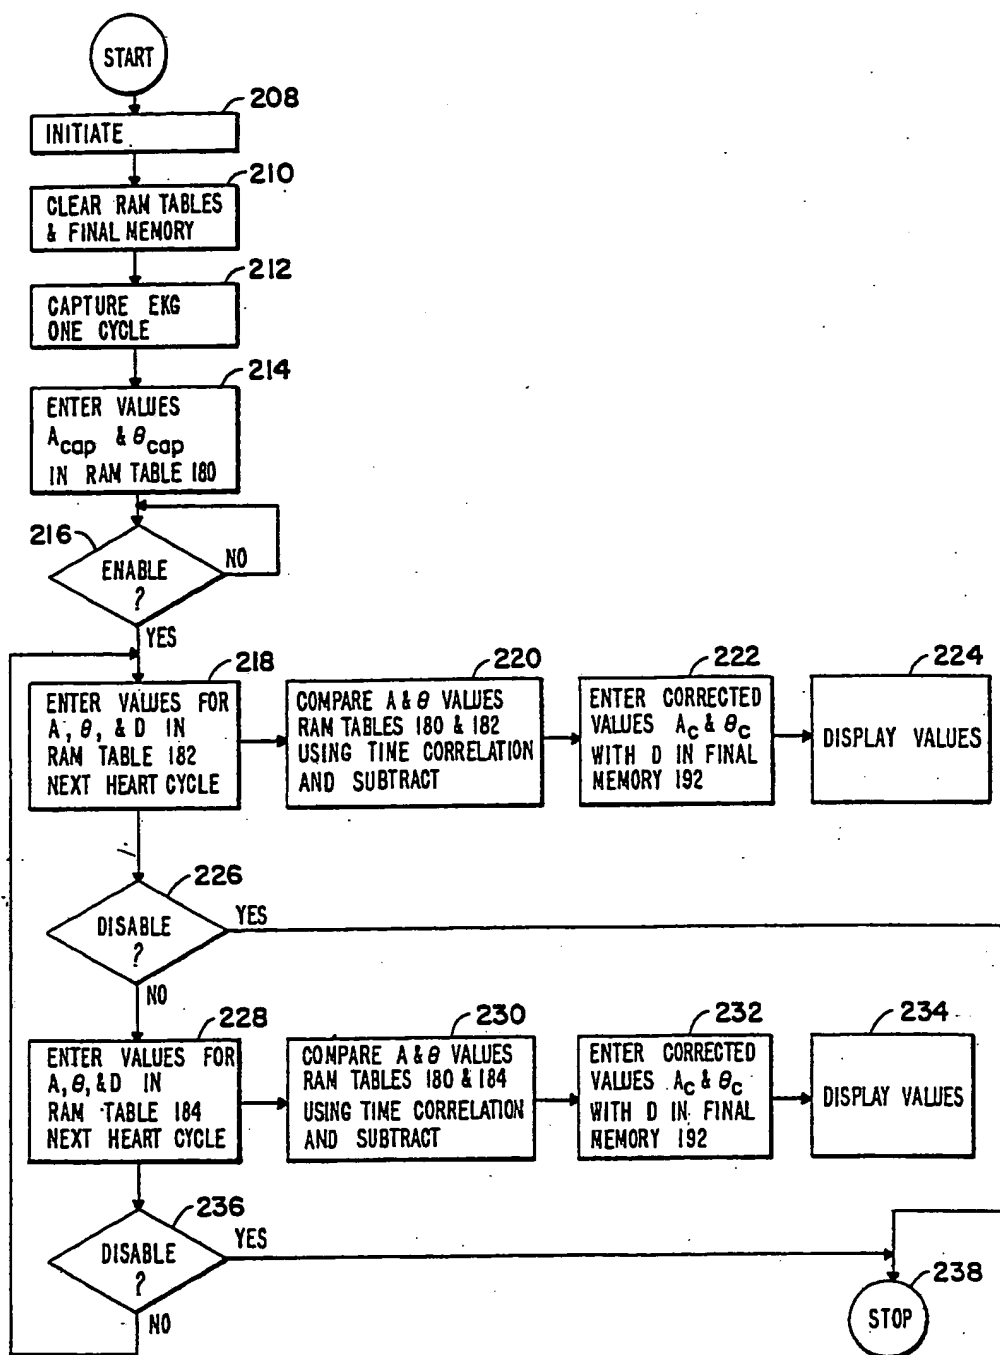 START
208
INITIATE
210
CLEAR RAM TABLES
& FINAL MEMORY
212
CAPTURE EKG
ONE CYCLE
214
ENTER VALUES
Acap & θcap
IN RAM TABLE 180
216
ENABLE
?
NO
YES
218
ENTER VALUES FOR
A, θ, & D IN
RAM TABLE 182
NEXT HEART CYCLE
220
COMPARE A & θ VALUES
RAM TABLES 180 & 182
USING TIME CORRELATION
AND SUBTRACT
222
ENTER CORRECTED
VALUES Ac & θc
WITH D IN FINAL
MEMORY 192
224
DISPLAY VALUES
226
DISABLE
?
YES
NO
228
ENTER VALUES FOR
A, θ, & D IN
RAM TABLE 184
NEXT HEART CYCLE
230
COMPARE A & θ VALUES
RAM TABLES 180 & 184
USING TIME CORRELATION
AND SUBTRACT
232
ENTER CORRECTED
VALUES Ac & θc
WITH D IN FINAL
MEMORY 192
234
DISPLAY VALUES
236
DISABLE
?
YES
NO
238
STOP